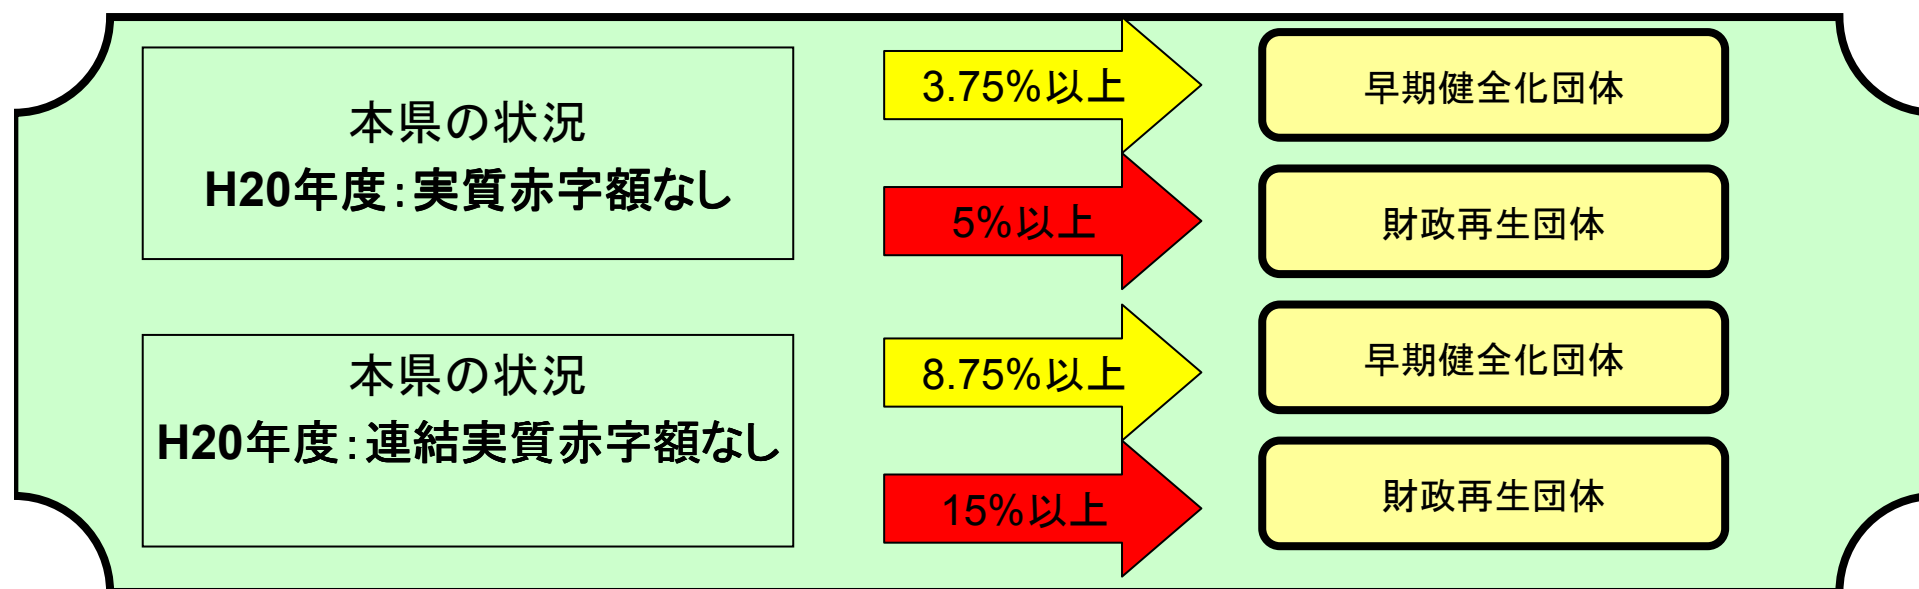 本県の状況
H20年度：実質赤字額なし
3.75%以上
早期健全化団体
5%以上
財政再生団体
本県の状況
H20年度：連結実質赤字額なし
8.75%以上
早期健全化団体
15%以上
財政再生団体